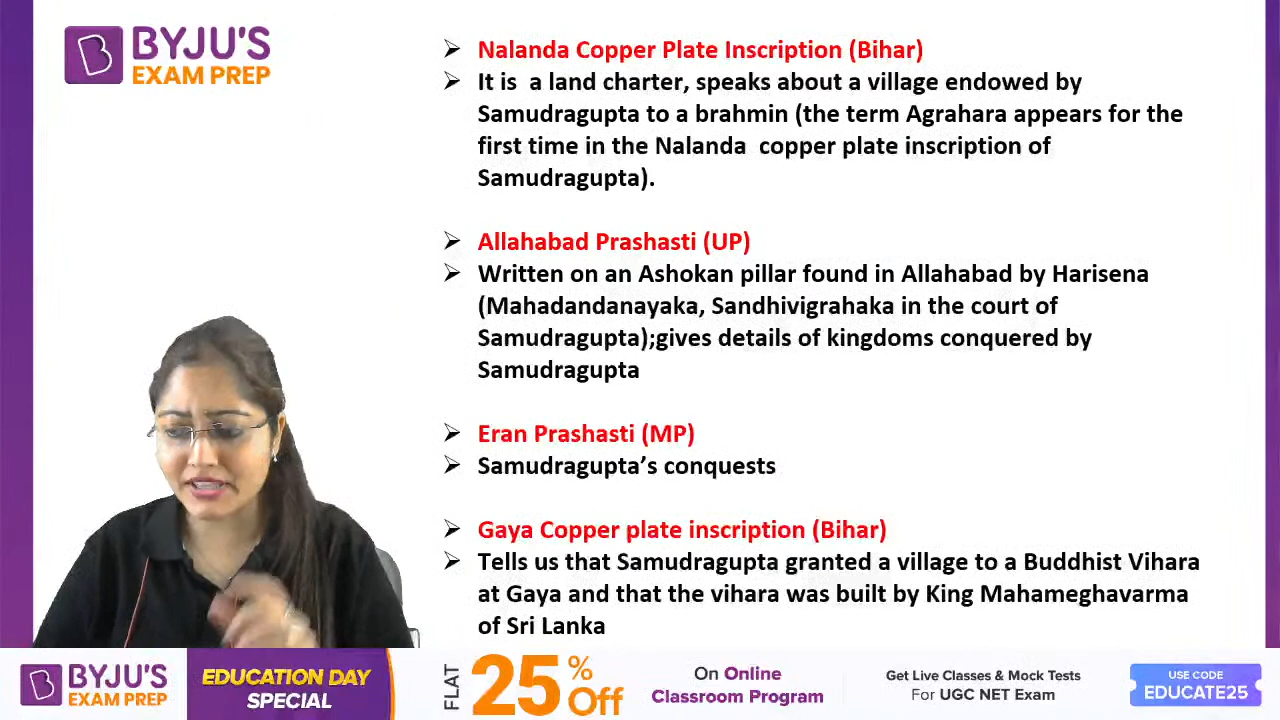 BYJU'S
EXAM PREP
➢ Nalanda Copper Plate Inscription (Bihar)
➢ It is a land charter, speaks about a village endowed by
Samudragupta to a brahmin (the term Agrahara appears for the
first time in the Nalanda copper plate inscription of
Samudragupta).
➢ Allahabad Prashasti (UP)
➢ Written on an Ashokan pillar found in Allahabad by Harisena
(Mahadandanayaka, Sandhivigrahaka in the court of
Samudragupta);gives details of kingdoms conquered by
Samudragupta
➢ Eran Prashasti (MP)
➢ Samudragupta’s conquests
➢ Gaya Copper plate inscription (Bihar)
➢ Tells us that Samudragupta granted a village to a Buddhist Vihara
at Gaya and that the vihara was built by King Mahameghavarma
of Sri Lanka
BYJU'S
EXAM PREP
EDUCATION DAY
SPECIAL
FLAT
25% Off
On Online
Classroom Program
Get Live Classes & Mock Tests
For UGC NET Exam
USE CODE
EDUCATE25